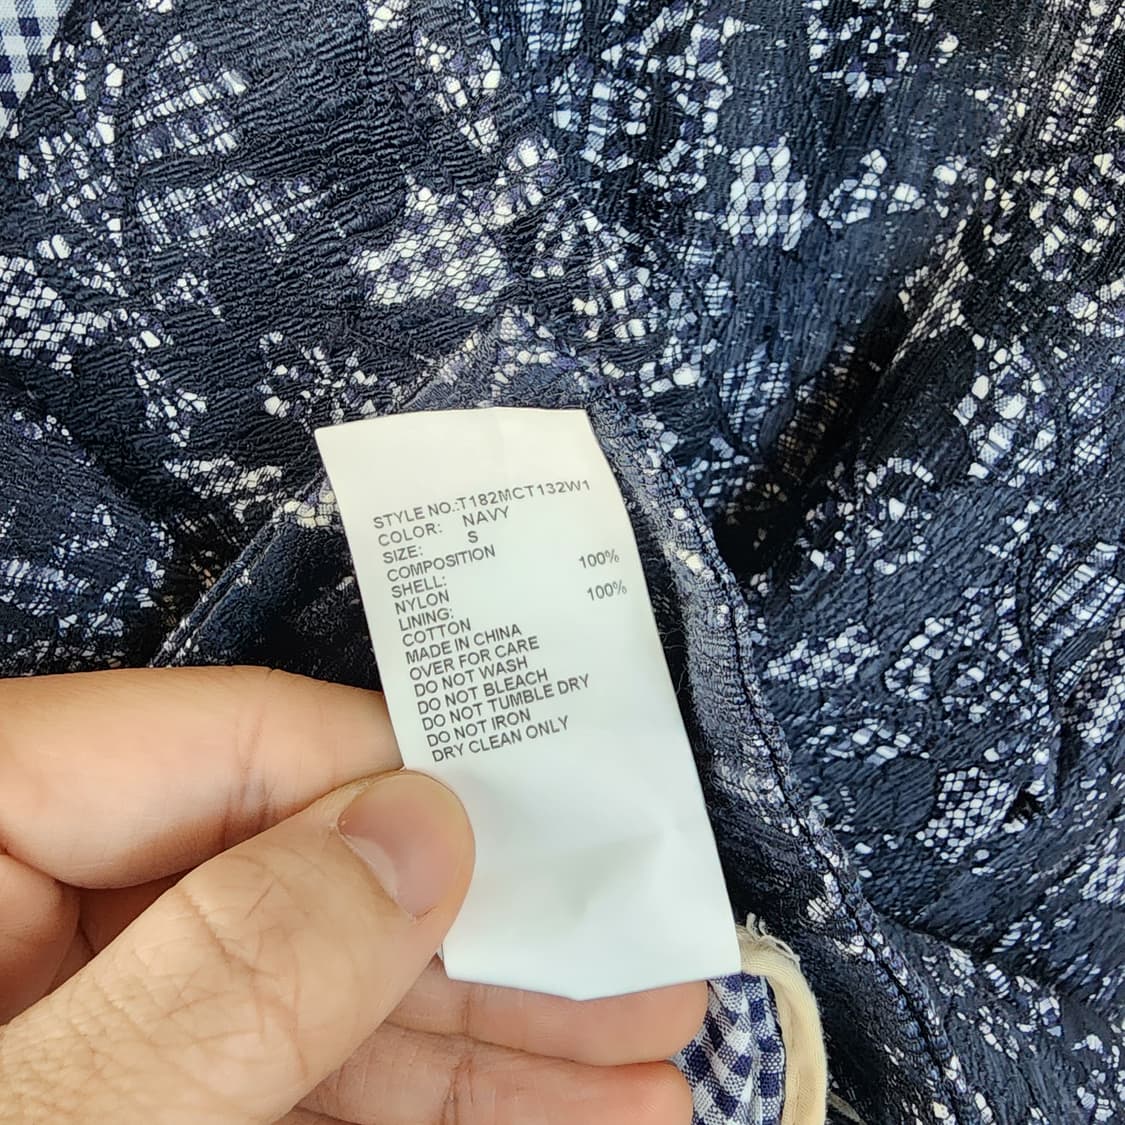 STYLE NO.:T182MCT132W1
COLOR: NAVY
SIZE: S
COMPOSITION
SHELL: 100%
NYLON
LINING: 100%
COTTON
MADE IN CHINA
OVER FOR CARE
DO NOT WASH
DO NOT BLEACH
DO NOT TUMBLE DRY
DO NOT IRON
DRY CLEAN ONLY